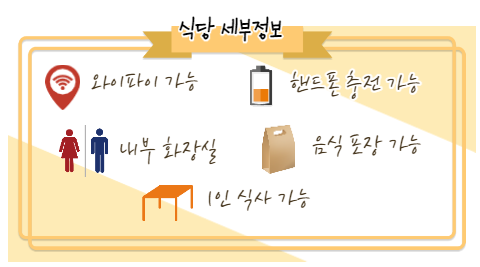 식당 세부정보
와이파이 가능
핸드폰 충전 가능
내부 화장실
음식 포장 가능
1인 식사 가능